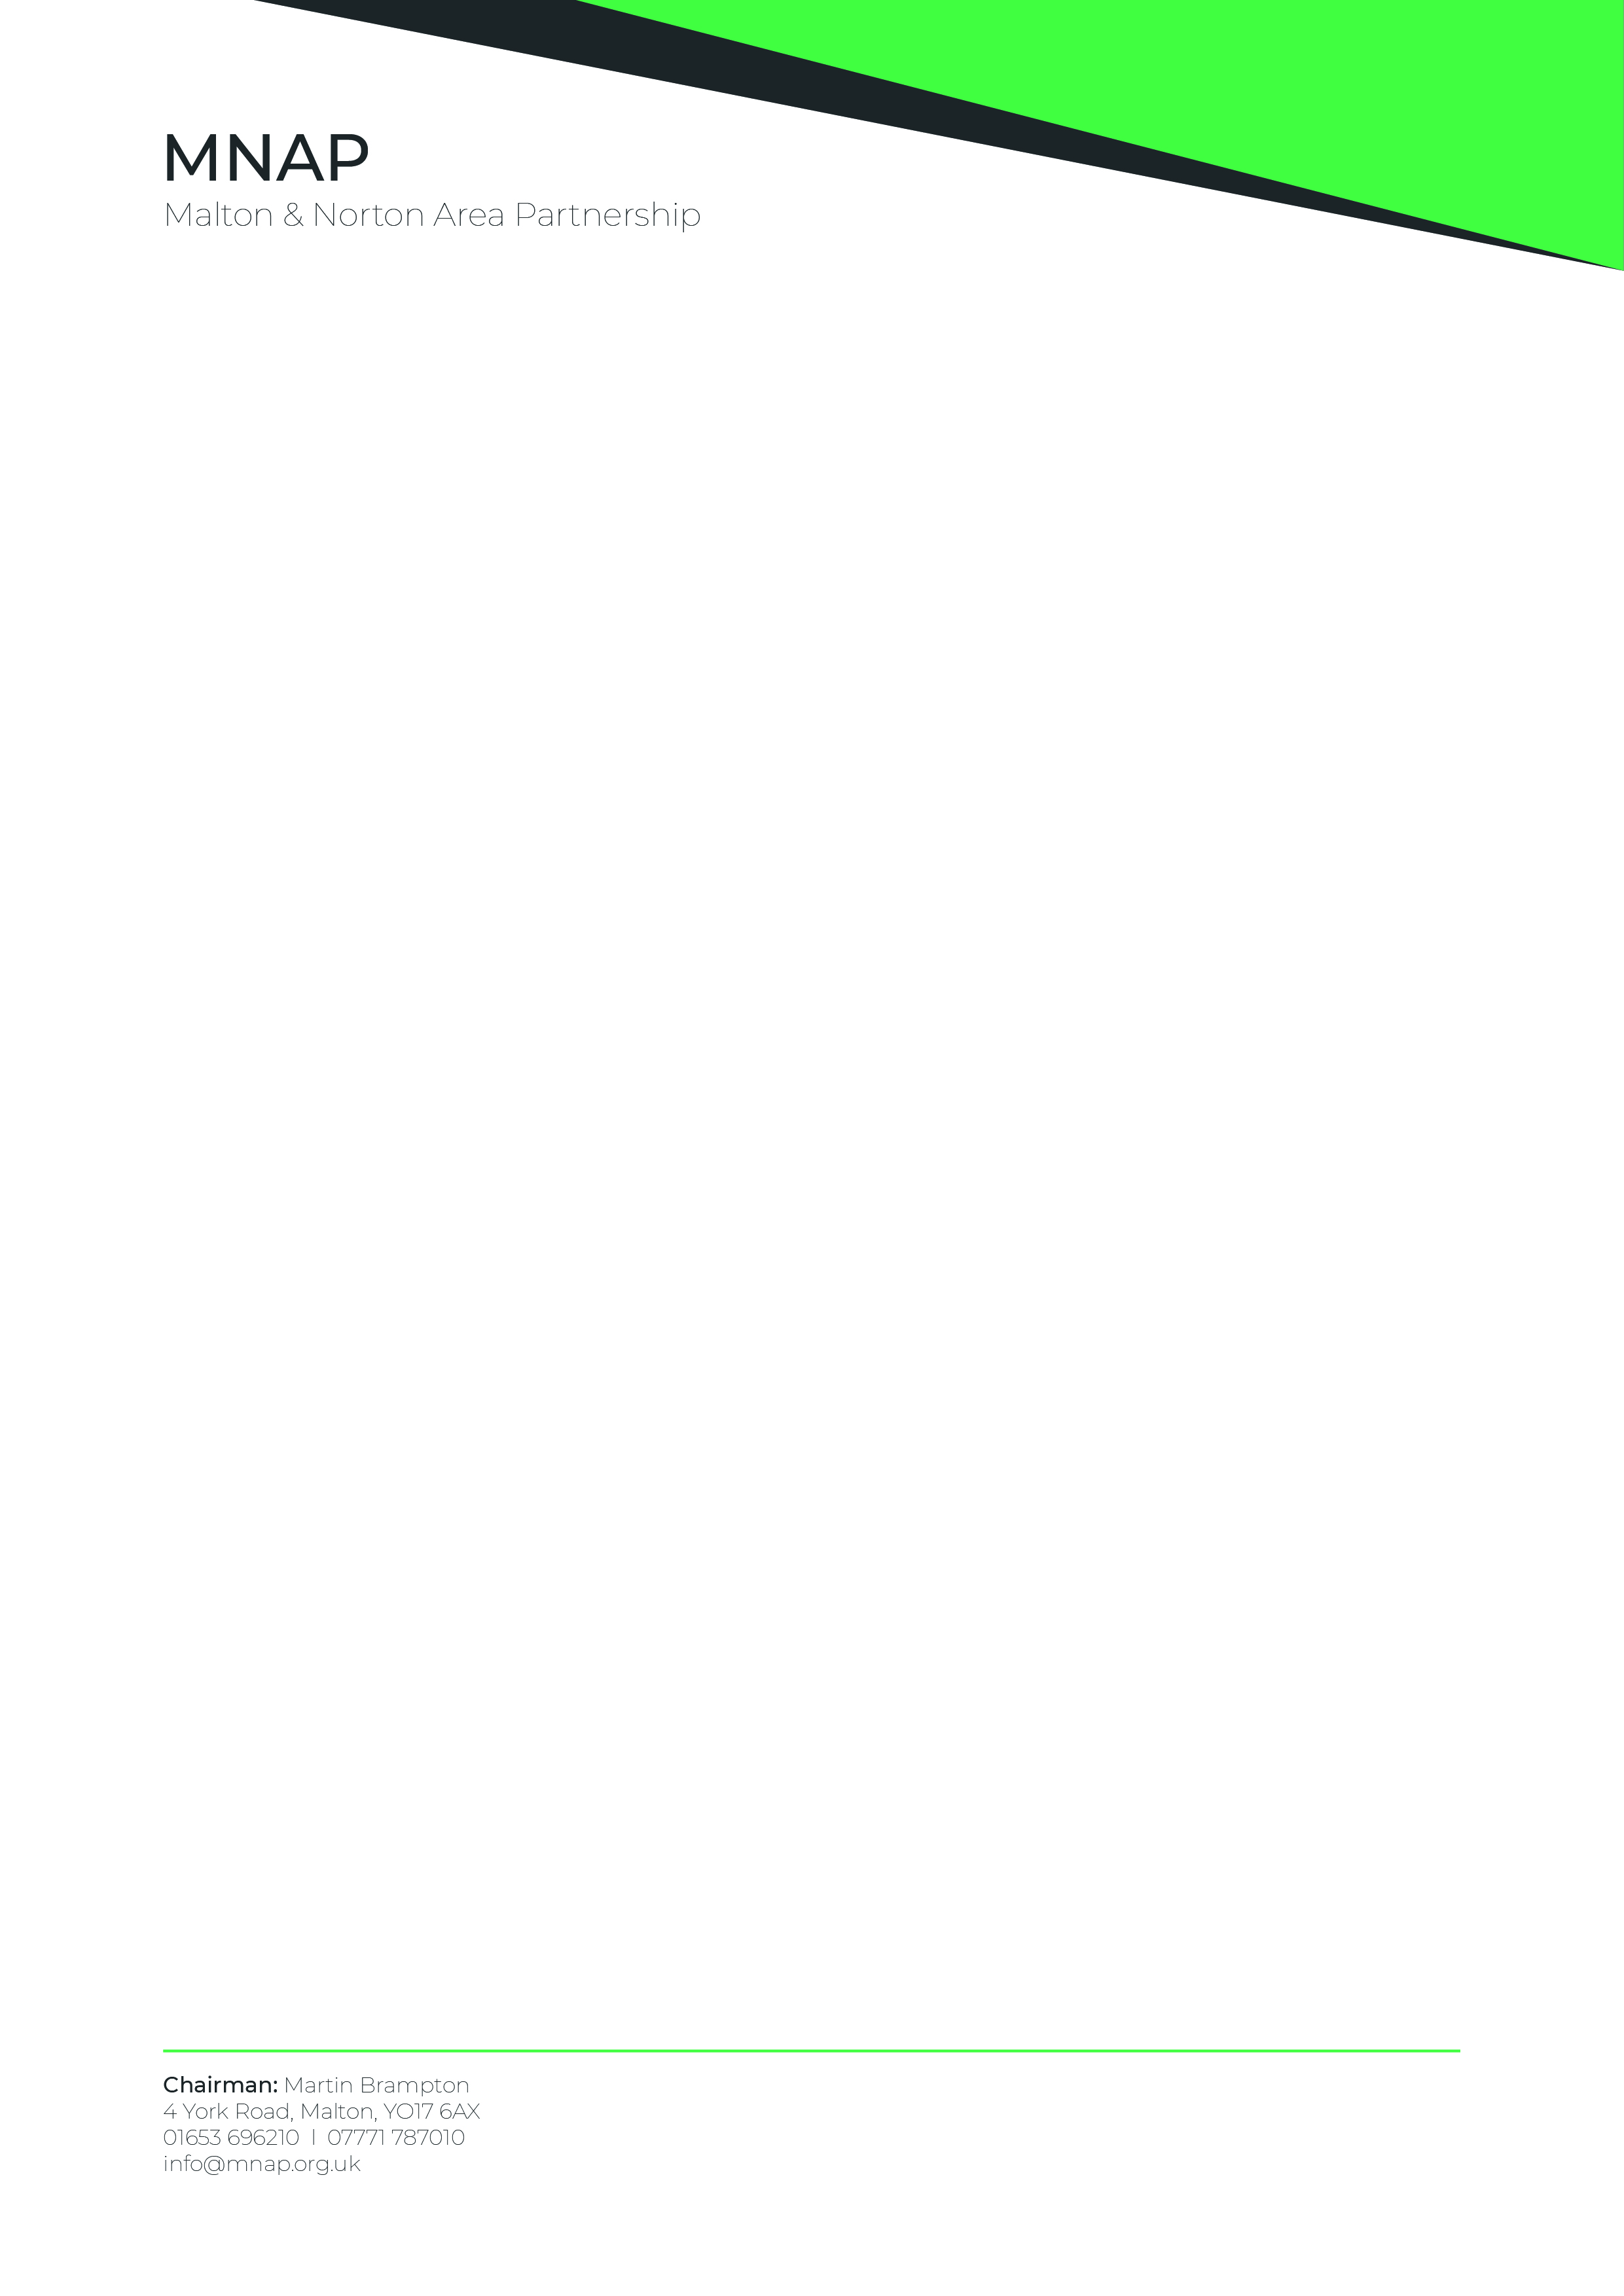 MNAP
Malton & Norton Area Partnership
Chairman: Martin Brampton
4 York Road, Malton, YO17 6AX
01653 696210 | 07771 787010
info@mnap.org.uk